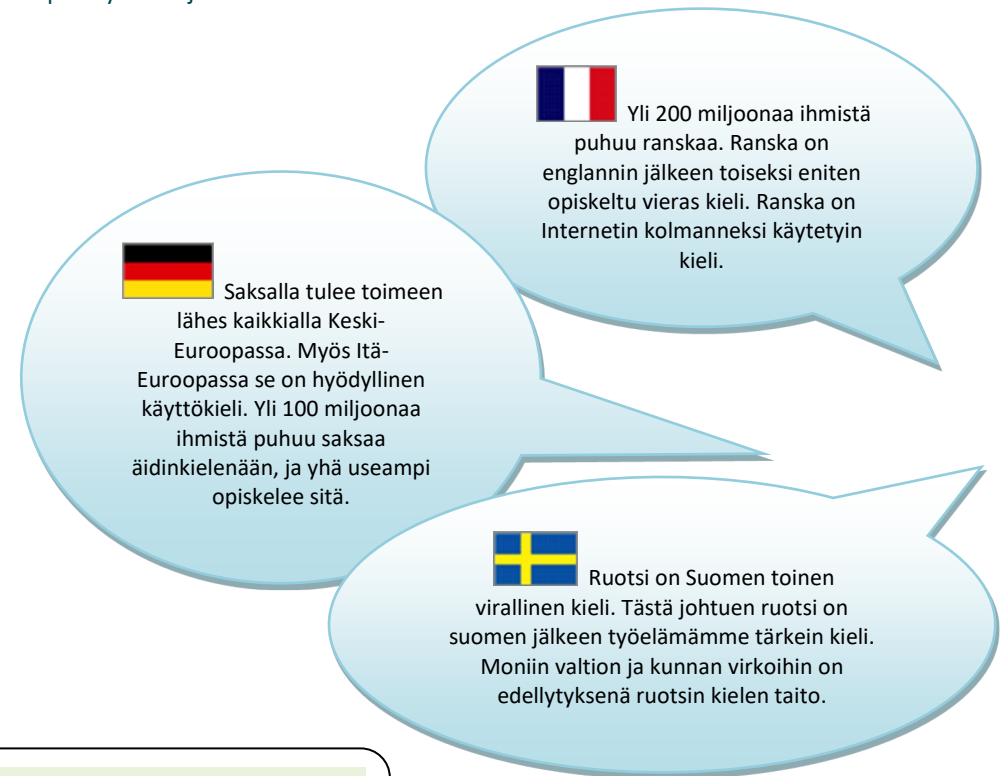 Yli 200 miljoonaa ihmistä
puhuu ranskaa. Ranska on
englannin jälkeen toiseksi eniten
opiskeltu vieras kieli. Ranska on
Internetin kolmanneksi käytetyin
kieli.
Saksalla tulee toimeen
lähes kaikkialla Keski-
Euroopassa. Myös Itä-
Euroopassa se on hyödyllinen
käyttökieli. Yli 100 miljoonaa
ihmistä puhuu saksaa
äidinkielenään, ja yhä useampi
opiskelee sitä.
Ruotsi on Suomen toinen
virallinen kieli. Tästä johtuen ruotsi on
suomen jälkeen työelämämme tärkein kieli.
Moniin valtion ja kunnan virkoihin on
edellytyksenä ruotsin kielen taito.